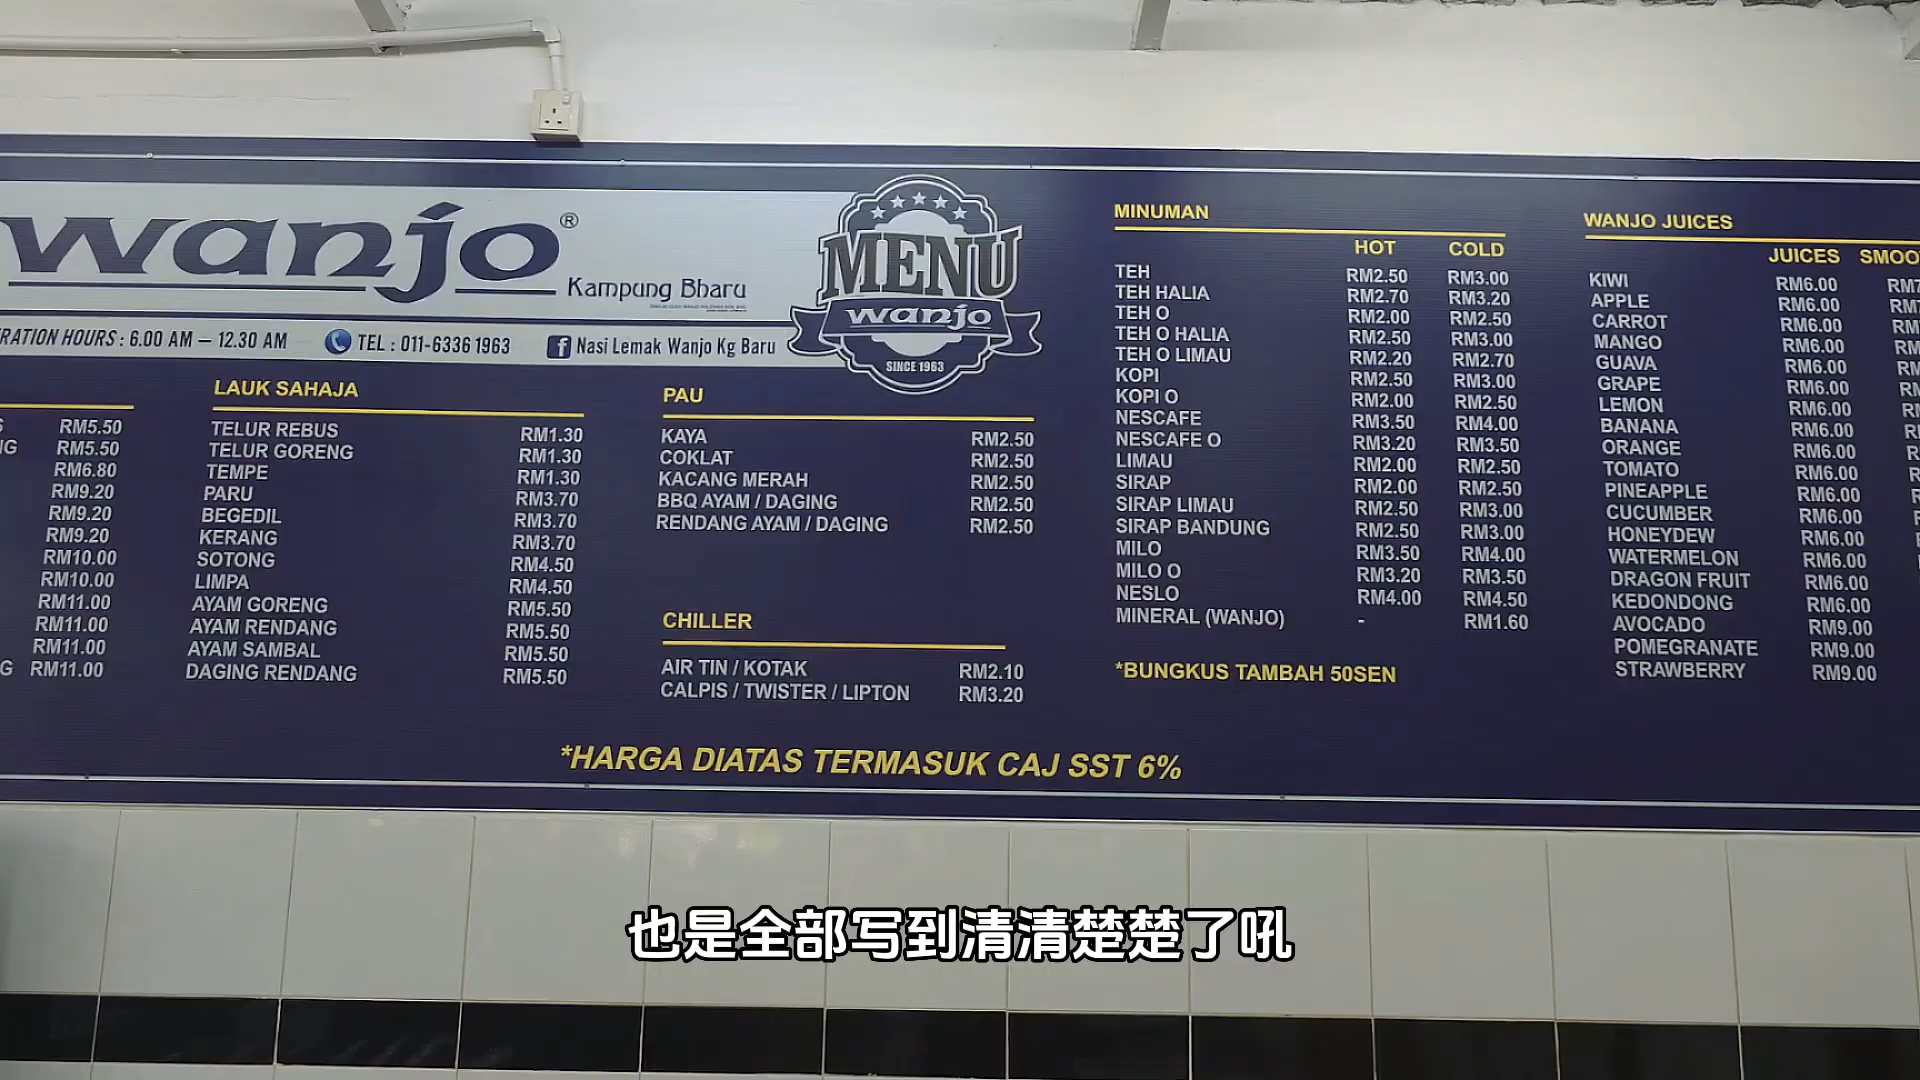 wanjo®
Kampung Bharu
MENU
wanjo
SINCE 1963
RATION HOURS : 6.00 AM – 12.30 AM
TEL : 011-6336 1963
Nasi Lemak Wanjo Kg Baru
RM5.50
G RM5.50
RM6.80
RM9.20
RM9.20
RM9.20
RM10.00
RM10.00
RM11.00
RM11.00
RM11.00
G RM11.00
LAUK SAHAJA
TELUR REBUS RM1.30
TELUR GORENG RM1.30
TEMPE RM1.30
PARU RM3.70
BEGEDIL RM3.70
KERANG RM3.70
SOTONG RM4.50
LIMPA RM4.50
AYAM GORENG RM5.50
AYAM RENDANG RM5.50
AYAM SAMBAL RM5.50
DAGING RENDANG RM5.50
PAU
KAYA RM2.50
COKLAT RM2.50
KACANG MERAH RM2.50
BBQ AYAM / DAGING RM2.50
RENDANG AYAM / DAGING RM2.50
CHILLER
AIR TIN / KOTAK RM2.10
CALPIS / TWISTER / LIPTON RM3.20
MINUMAN
HOT COLD
TEH RM2.50 RM3.00
TEH HALIA RM2.70 RM3.20
TEH O RM2.00 RM2.50
TEH O HALIA RM2.50 RM3.00
TEH O LIMAU RM2.20 RM2.70
KOPI RM2.50 RM3.00
KOPI O RM2.00 RM2.50
NESCAFE RM3.50 RM4.00
NESCAFE O RM3.20 RM3.50
LIMAU RM2.00 RM2.50
SIRAP RM2.00 RM2.50
SIRAP LIMAU RM2.50 RM3.00
SIRAP BANDUNG RM2.50 RM3.00
MILO RM3.50 RM4.00
MILO O RM3.20 RM3.50
NESLO RM4.00 RM4.50
MINERAL (WANJO) - RM1.60
*BUNGKUS TAMBAH 50SEN
WANJO JUICES
JUICES SMOO
KIWI RM6.00 RM7
APPLE RM6.00 RM7
CARROT RM6.00 RM
MANGO RM6.00 RM
GUAVA RM6.00 RM
GRAPE RM6.00 RM
LEMON RM6.00 RM
BANANA RM6.00 R
ORANGE RM6.00 R
TOMATO RM6.00 R
PINEAPPLE RM6.00 R
CUCUMBER RM6.00
HONEYDEW RM6.00
WATERMELON RM6.00
DRAGON FRUIT RM6.00
KEDONDONG RM6.00
AVOCADO RM9.00
POMEGRANATE RM9.00
STRAWBERRY RM9.00
*HARGA DIATAS TERMASUK CAJ SST 6%
也是全部写到清清楚楚了吼